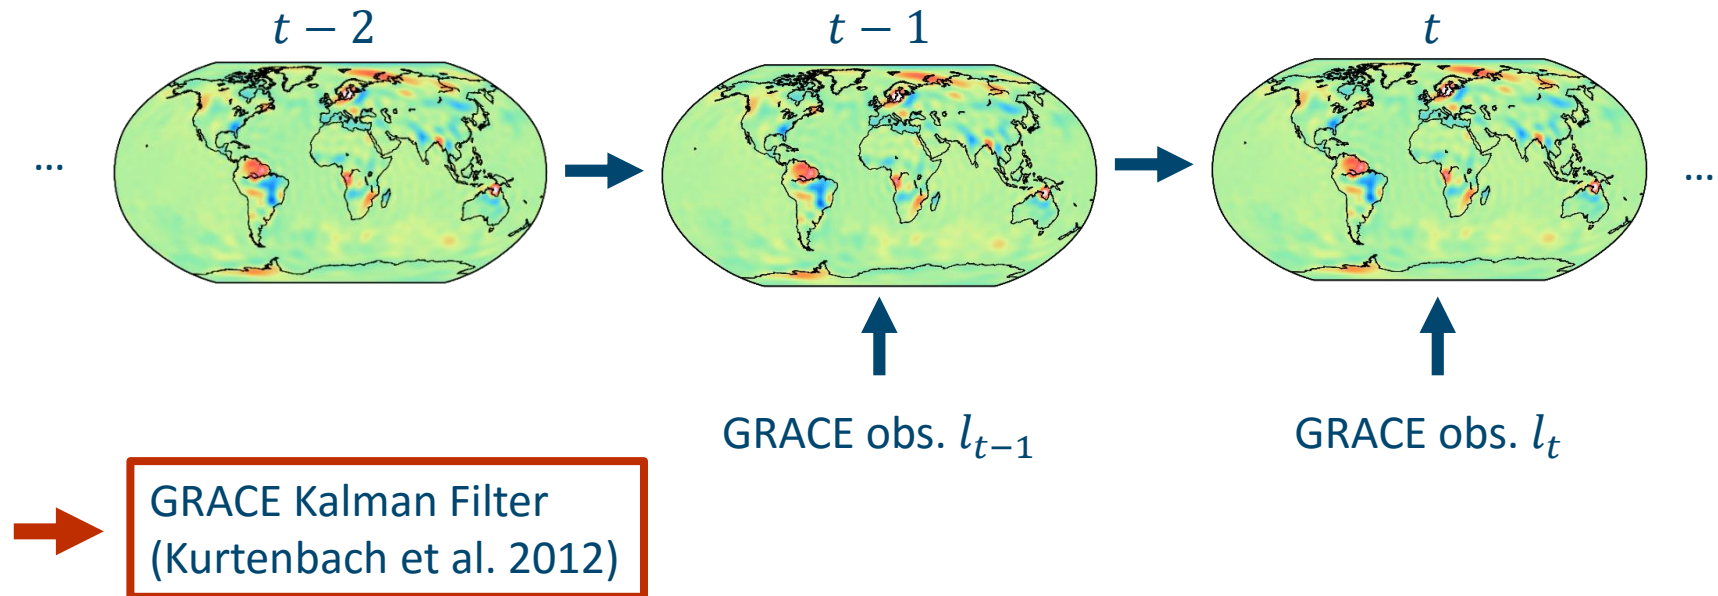 t − 2
t − 1
t
...
...
GRACE obs. l_{t−1}
GRACE obs. l_t
GRACE Kalman Filter
(Kurtenbach et al. 2012)